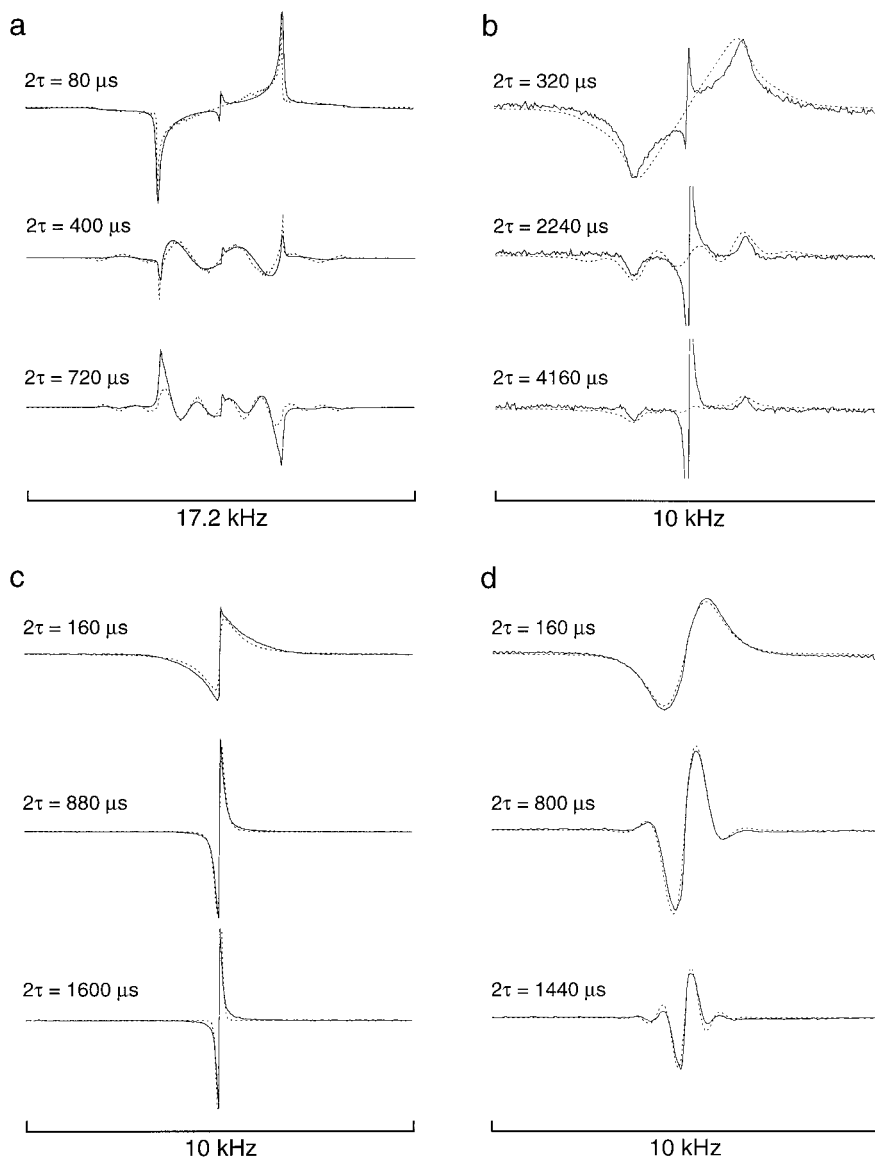 a
2τ = 80 μs
2τ = 400 μs
2τ = 720 μs
17.2 kHz
b
2τ = 320 μs
2τ = 2240 μs
2τ = 4160 μs
10 kHz
c
2τ = 160 μs
2τ = 880 μs
2τ = 1600 μs
10 kHz
d
2τ = 160 μs
2τ = 800 μs
2τ = 1440 μs
10 kHz